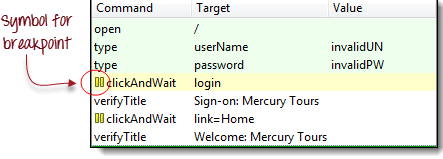 Symbol for
breakpoint
Command Target Value
open /
type userName invalidUN
type password invalidPW
clickAndWait login
verifyTitle Sign-on: Mercury Tours
clickAndWait link=Home
verifyTitle Welcome: Mercury Tours